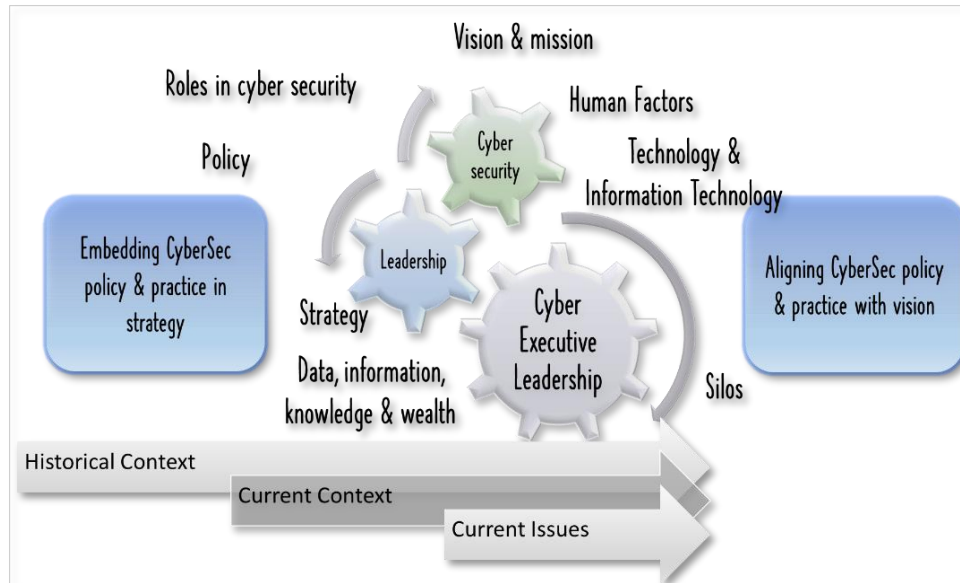 Vision & mission
Roles in cyber security
Human Factors
Cyber
security
Policy
Technology &
Information Technology
Embedding CyberSec
policy & practice in
strategy
Leadership
Aligning CyberSec policy
& practice with vision
Strategy
Cyber
Executive
Leadership
Data, information,
knowledge & wealth
Silos
Historical Context
Current Context
Current Issues